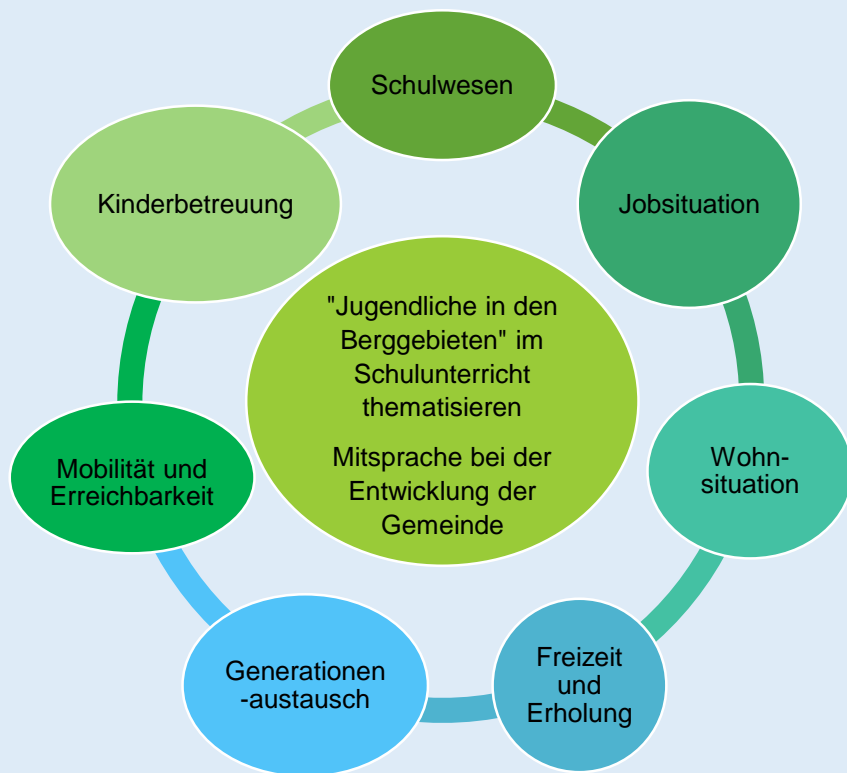 Schulwesen
Jobsituation
Wohn-
situation
Freizeit
und
Erholung
Generationen
-austausch
Mobilität und
Erreichbarkeit
Kinderbetreuung
"Jugendliche in den
Berggebieten" im
Schulunterricht
thematisieren
Mitsprache bei der
Entwicklung der
Gemeinde